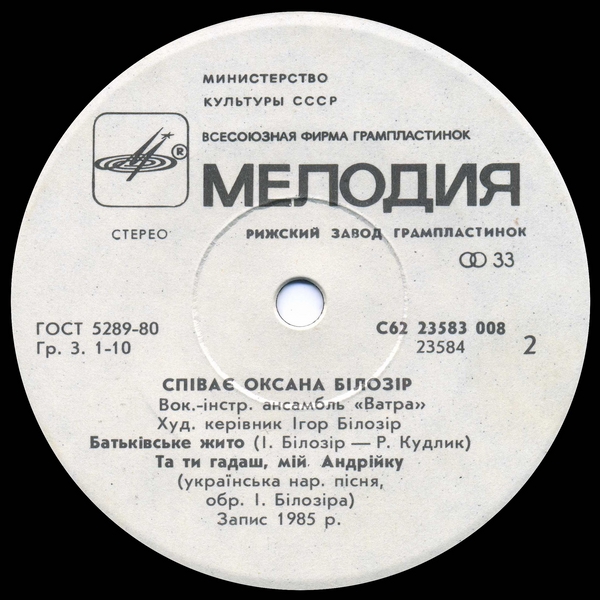 МИНИСТЕРСТВО
КУЛЬТУРЫ СССР
ВСЕСОЮЗНАЯ ФИРМА ГРАМПЛАСТИНОК
®
МЕЛОДИЯ
СТЕРЕО
РИЖСКИЙ ЗАВОД ГРАМПЛАСТИНОК
33
ГОСТ 5289-80
С62 23583 008
Гр. 3. 1-10
23584
2
СПІВАЄ ОКСАНА БІЛОЗІР
Вок.-інстр. ансамбль «Ватра»
Худ. керівник Ігор Білозір
Батьківське жито (І. Білозір — Р. Кудлик)
Та ти гадаш, мій Андрійку
(українська нар. пісня,
обр. І. Білозіра)
Запис 1985 р.